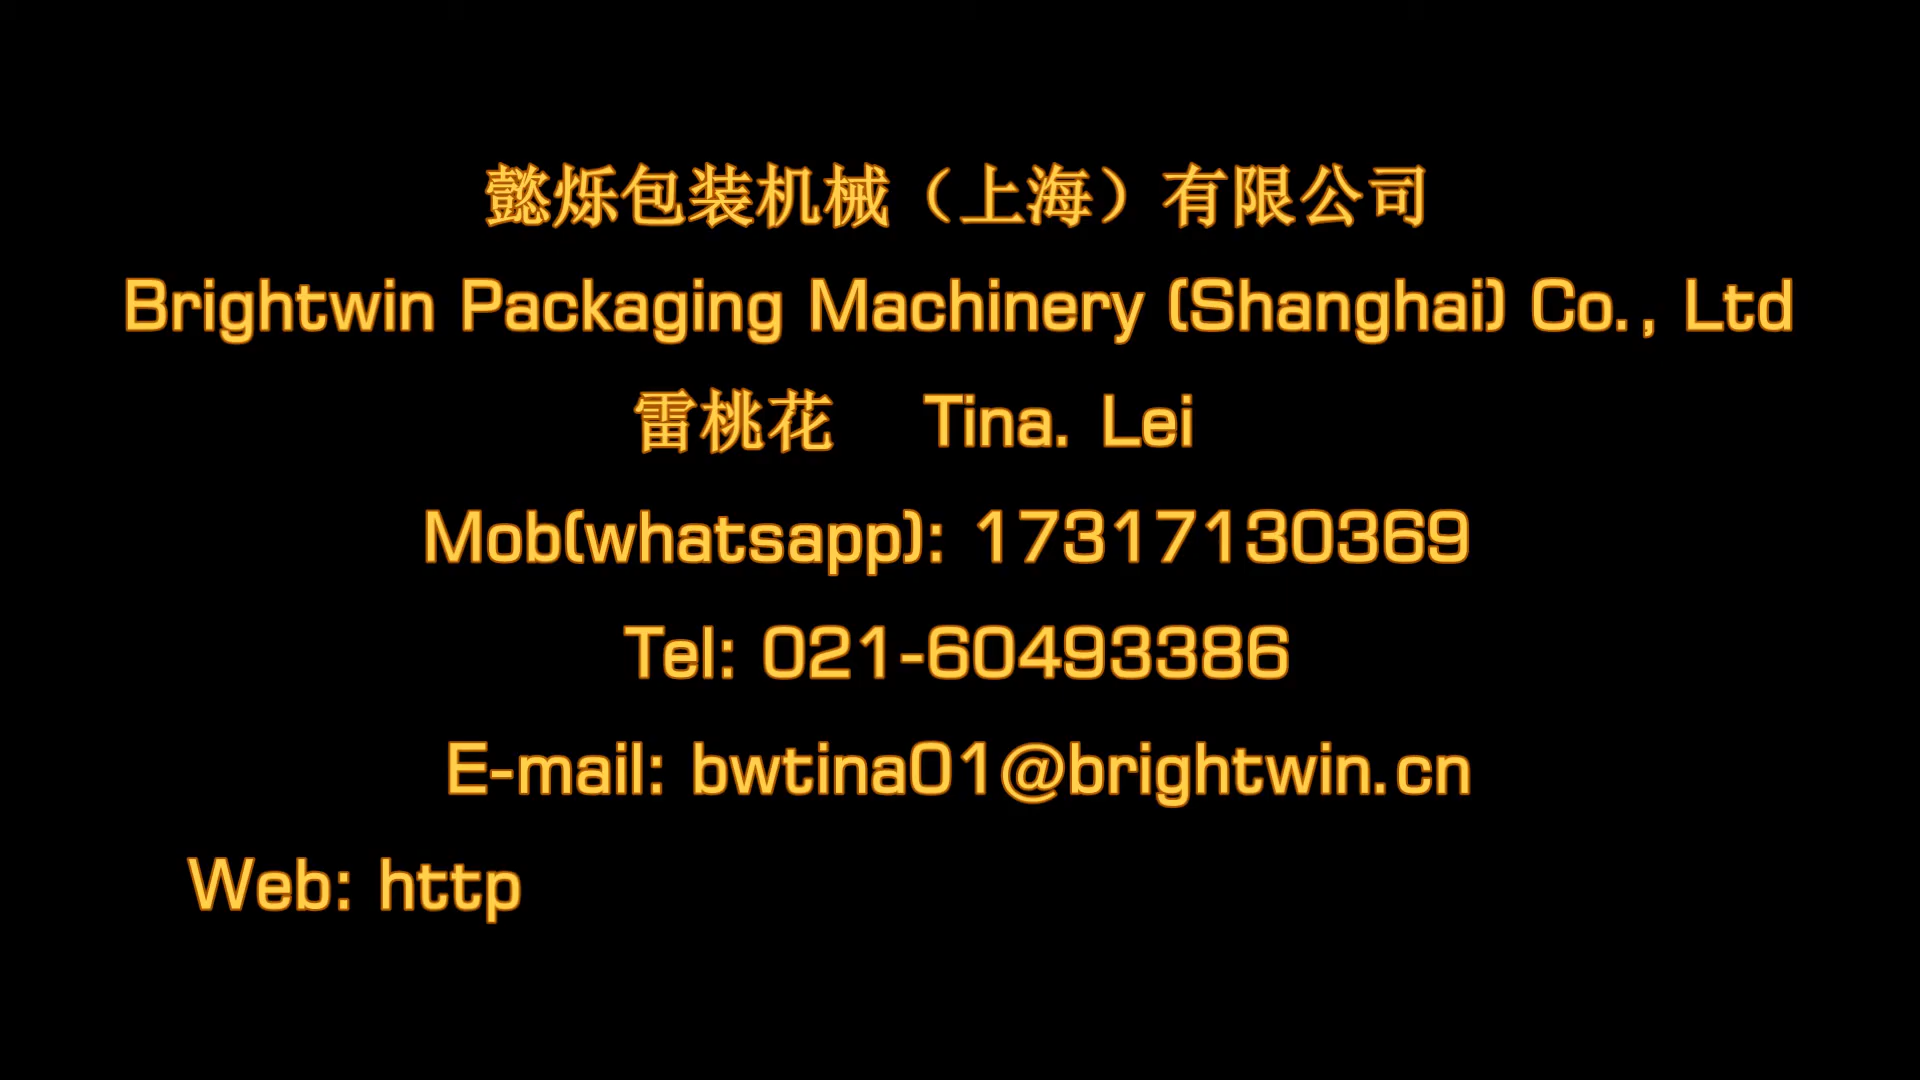 懿烁包装机械（上海）有限公司
Brightwin Packaging Machinery (Shanghai) Co., Ltd
雷桃花 Tina. Lei
Mob(whatsapp): 17317130369
Tel: 021-60493386
E-mail: bwtina01@brightwin.cn
Web: http